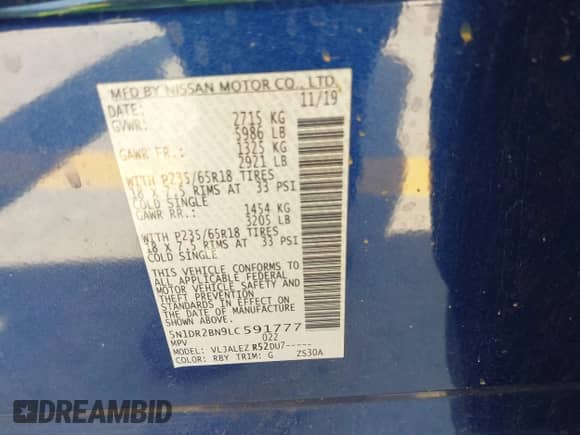 MFD BY NISSAN MOTOR CO., LTD.
DATE: 11/19
GVWR: 2715 KG
5986 LB
GAWR FR.: 1325 KG
2921 LB
WITH P235/65R18 TIRES
18 X 7.5 RIMS AT 33 PSI
COLD SINGLE
GAWR RR.: 1454 KG
3205 LB
WITH P235/65R18 TIRES
18 X 7.5 RIMS AT 33 PSI
COLD SINGLE
THIS VEHICLE CONFORMS TO
ALL APPLICABLE FEDERAL
MOTOR VEHICLE SAFETY AND
THEFT PREVENTION
STANDARDS IN EFFECT ON
THE DATE OF MANUFACTURE
SHOWN ABOVE.
5N1DR2BN9LC591777
MPV 022
MODEL: VLJALEZ R52DU7-----
COLOR: RBY TRIM: G ZS30A
DREAMBID